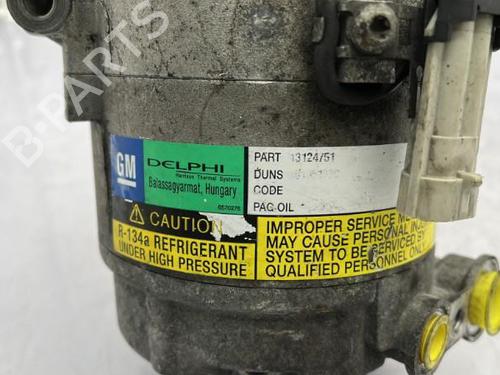 B-PARTS
GM
DELPHI
Harrison Thermal Systems
Balassagyarmat, Hungary
6570275
PART 13124751
DUNS
CODE
PAG OIL
CAUTION
R-134a REFRIGERANT
UNDER HIGH PRESSURE
IMPROPER SERVICE
MAY CAUSE PERSONAL
SYSTEM TO BE SERVICED
QUALIFIED PERSONNEL ONLY